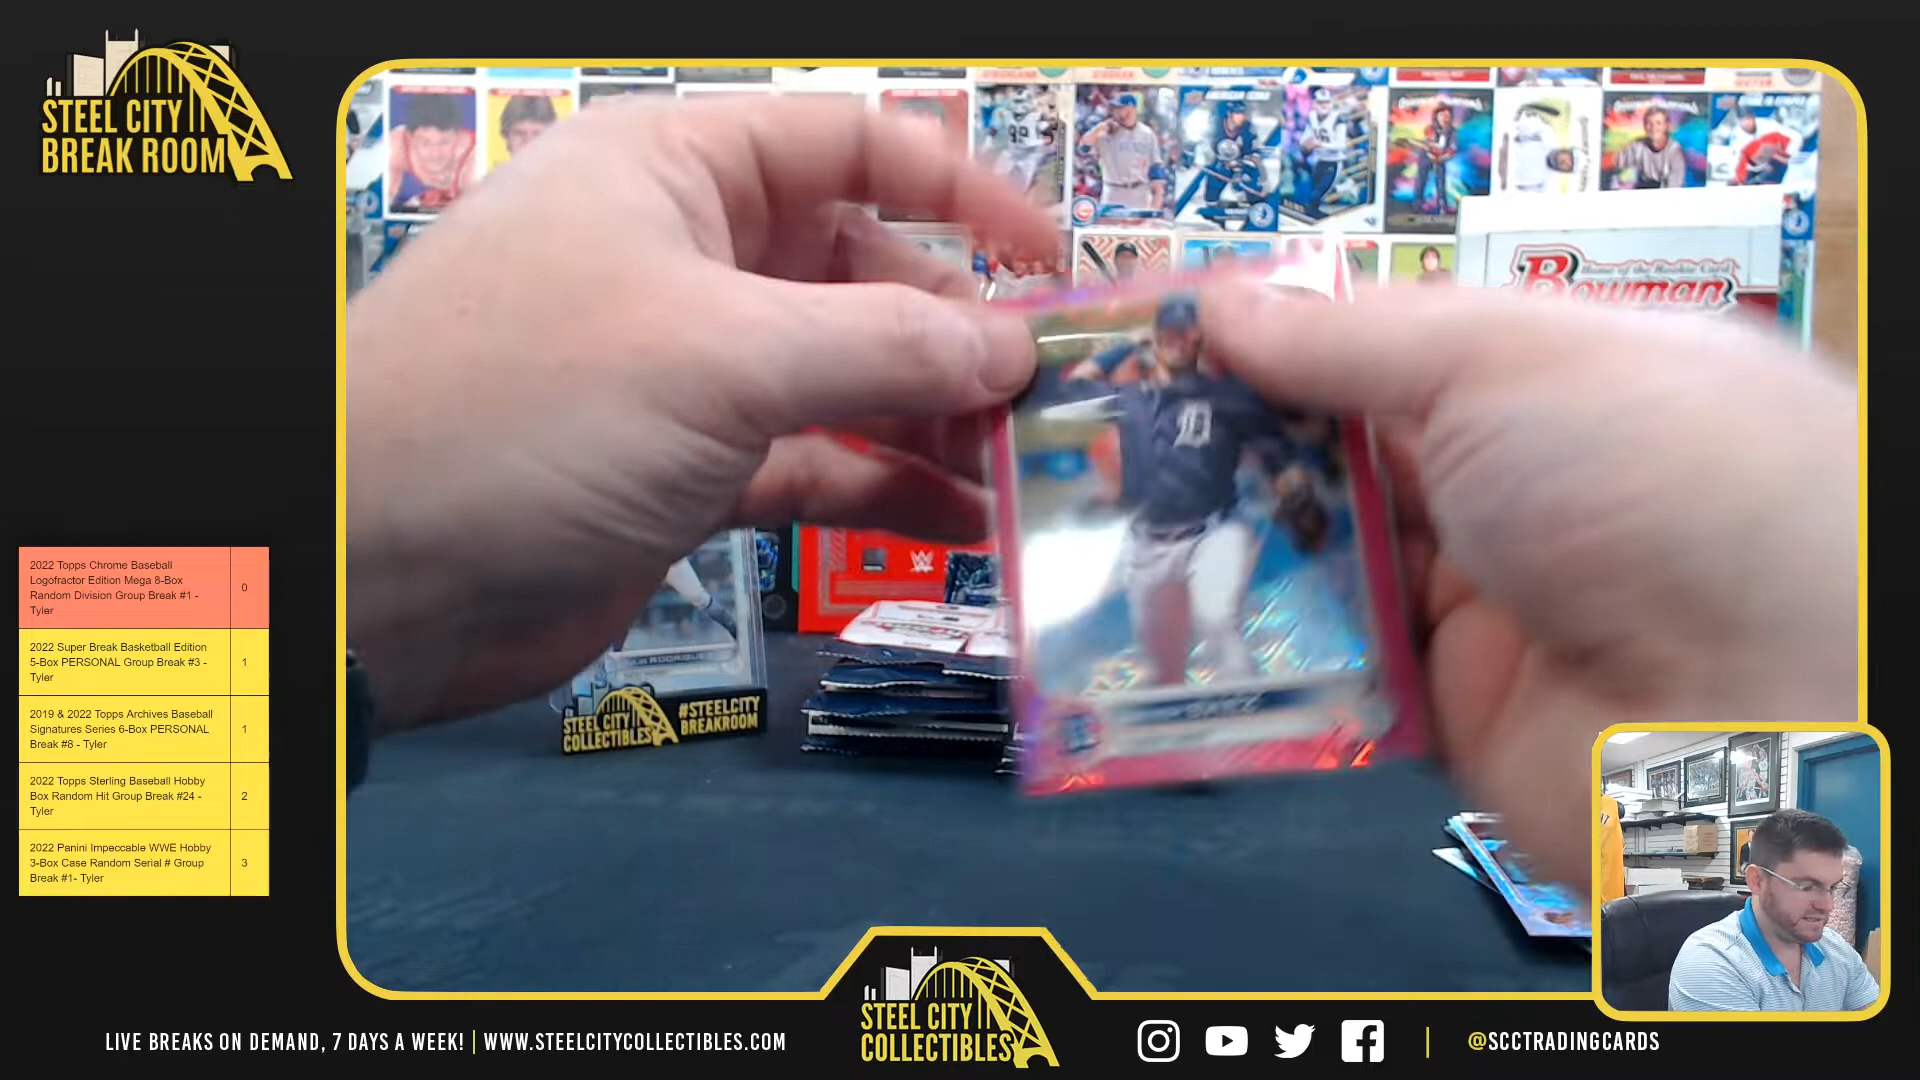 STEEL CITY
BREAK ROOM
Home of the Rookie Card
Bowman
2022 Topps Chrome Baseball
Logofractor Edition Mega 8-Box
Random Division Group Break #1 -
Tyler
0
2022 Super Break Basketball Edition
5-Box PERSONAL Group Break #3 -
Tyler
1
2019 & 2022 Topps Archives Baseball
Signatures Series 6-Box PERSONAL
Break #8 - Tyler
1
2022 Topps Sterling Baseball Hobby
Box Random Hit Group Break #24 -
Tyler
2
2022 Panini Impeccable WWE Hobby
3-Box Case Random Serial # Group
Break #1- Tyler
3
D
STEEL CITY
COLLECTIBLES
#STEELCITY
BREAKROOM
STEEL CITY
COLLECTIBLES
LIVE BREAKS ON DEMAND, 7 DAYS A WEEK! | WWW.STEELCITYCOLLECTIBLES.COM
@SCCTRADINGCARDS